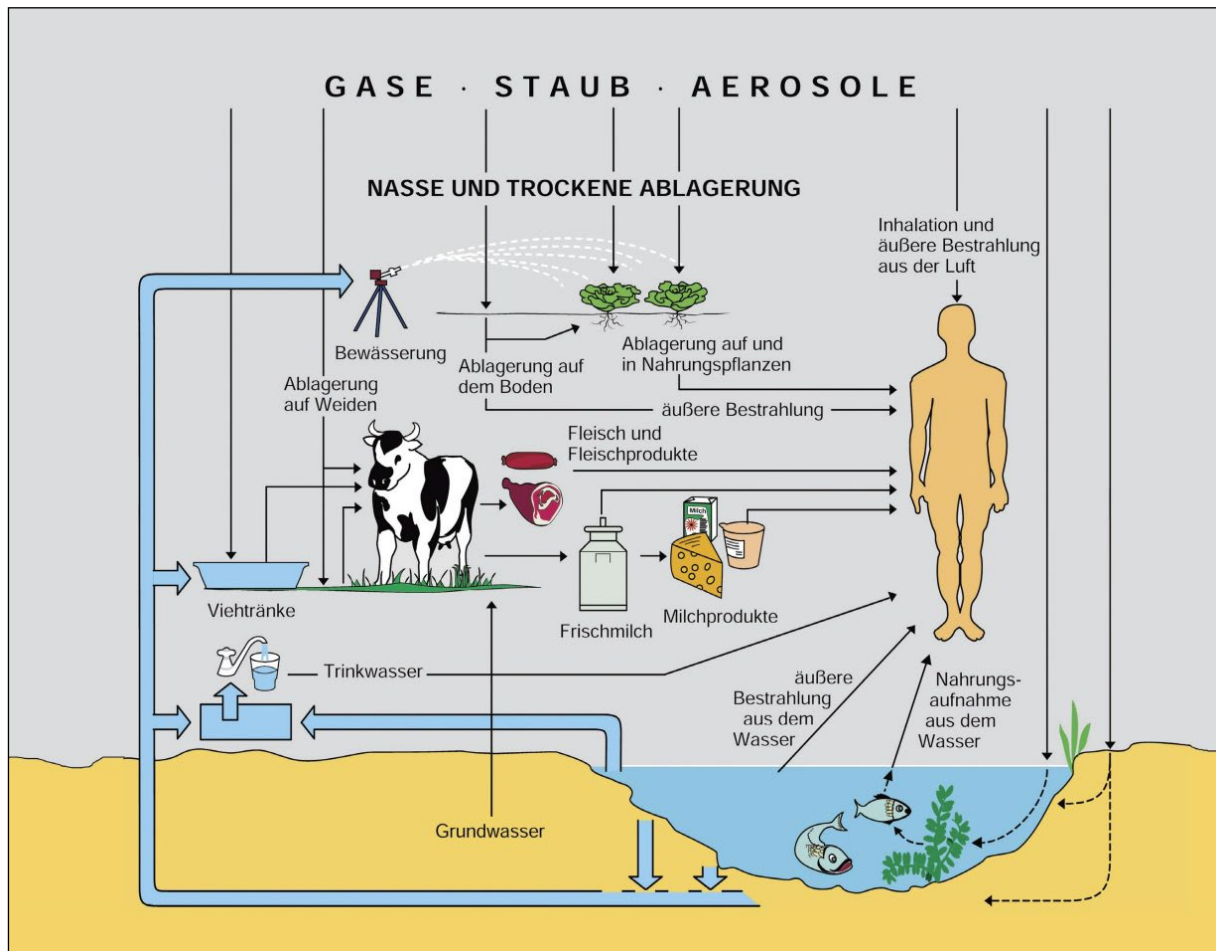 GASE · STAUB · AEROSOLE
NASSE UND TROCKENE ABLAGERUNG
Inhalation und
äußere Bestrahlung
aus der Luft
Bewässerung
Ablagerung auf
dem Boden
Ablagerung auf und
in Nahrungspflanzen
Ablagerung
auf Weiden
äußere Bestrahlung
Fleisch und
Fleischprodukte
Milch
Viehtränke
Frischmilch
Milchprodukte
Trinkwasser
äußere
Bestrahlung
aus dem
Wasser
Nahrungs-
aufnahme
aus dem
Wasser
Grundwasser